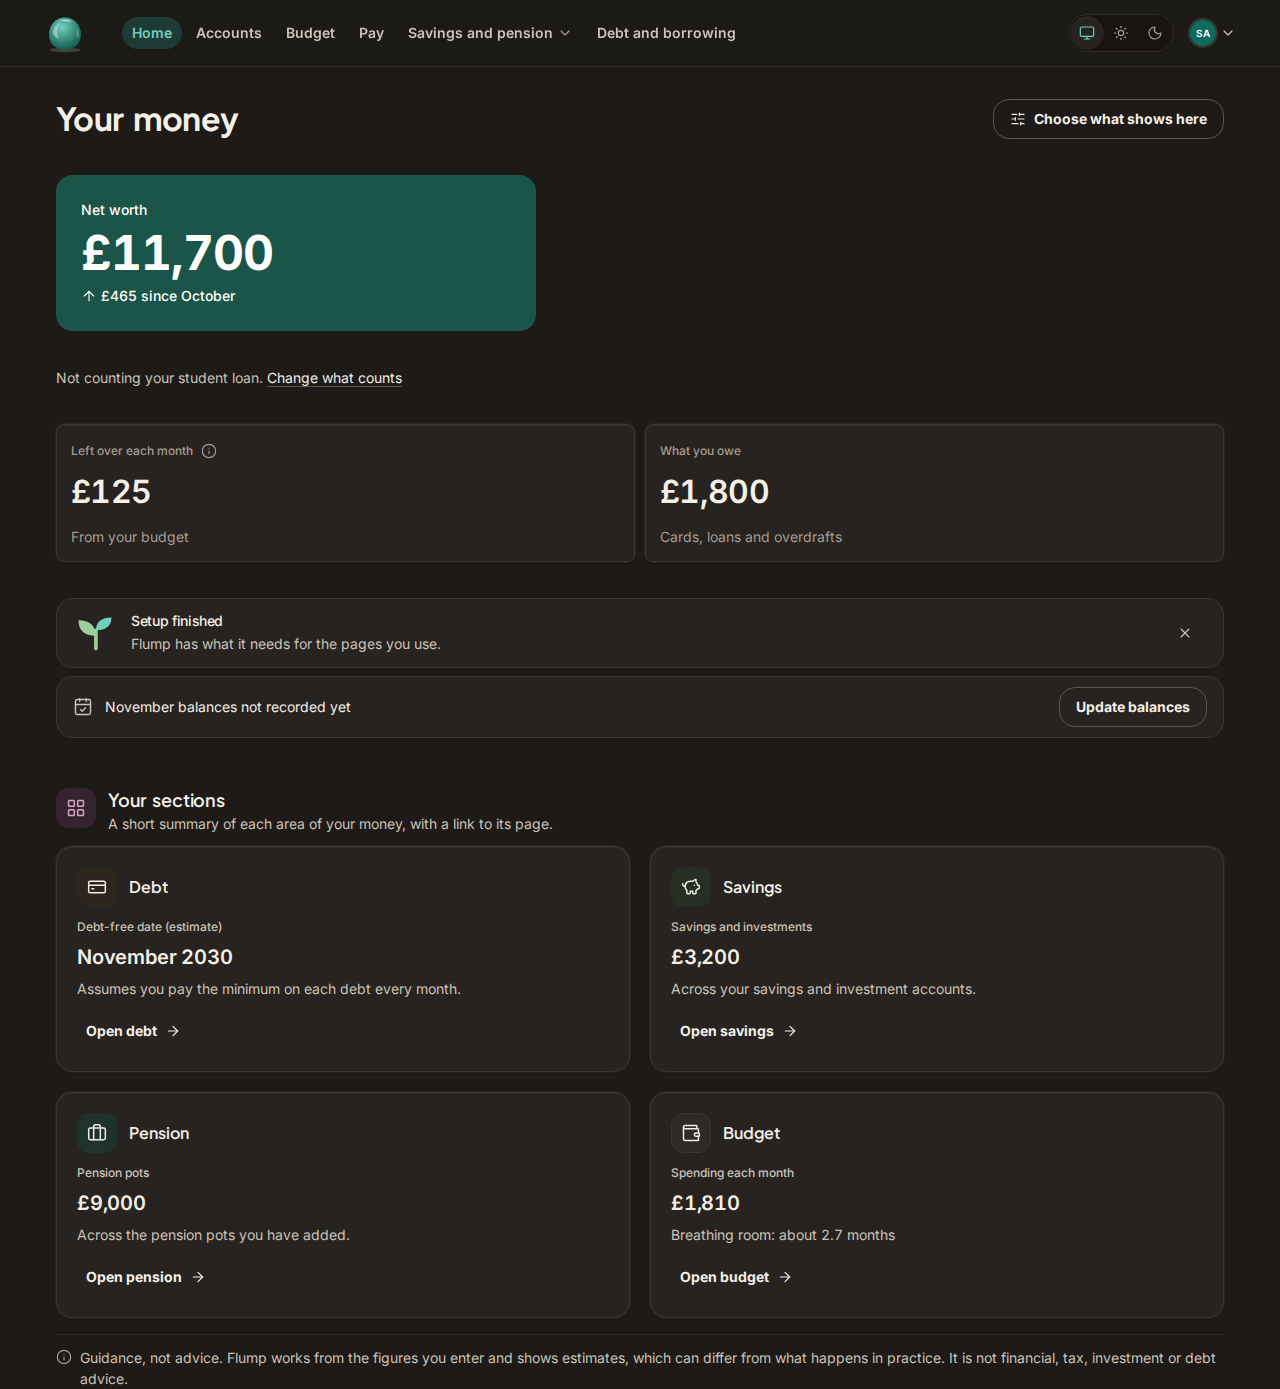 Home Accounts Budget Pay Savings and pension Debt and borrowing SA
Your money
Choose what shows here
Net worth
£11,700
£465 since October
Not counting your student loan. Change what counts
Left over each month
£125
From your budget
What you owe
£1,800
Cards, loans and overdrafts
Setup finished
Flump has what it needs for the pages you use.
November balances not recorded yet
Update balances
Your sections
A short summary of each area of your money, with a link to its page.
Debt
Debt-free date (estimate)
November 2030
Assumes you pay the minimum on each debt every month.
Open debt
Savings
Savings and investments
£3,200
Across your savings and investment accounts.
Open savings
Pension
Pension pots
£9,000
Across the pension pots you have added.
Open pension
Budget
Spending each month
£1,810
Breathing room: about 2.7 months
Open budget
Guidance, not advice. Flump works from the figures you enter and shows estimates, which can differ from what happens in practice. It is not financial, tax, investment or debt
advice.